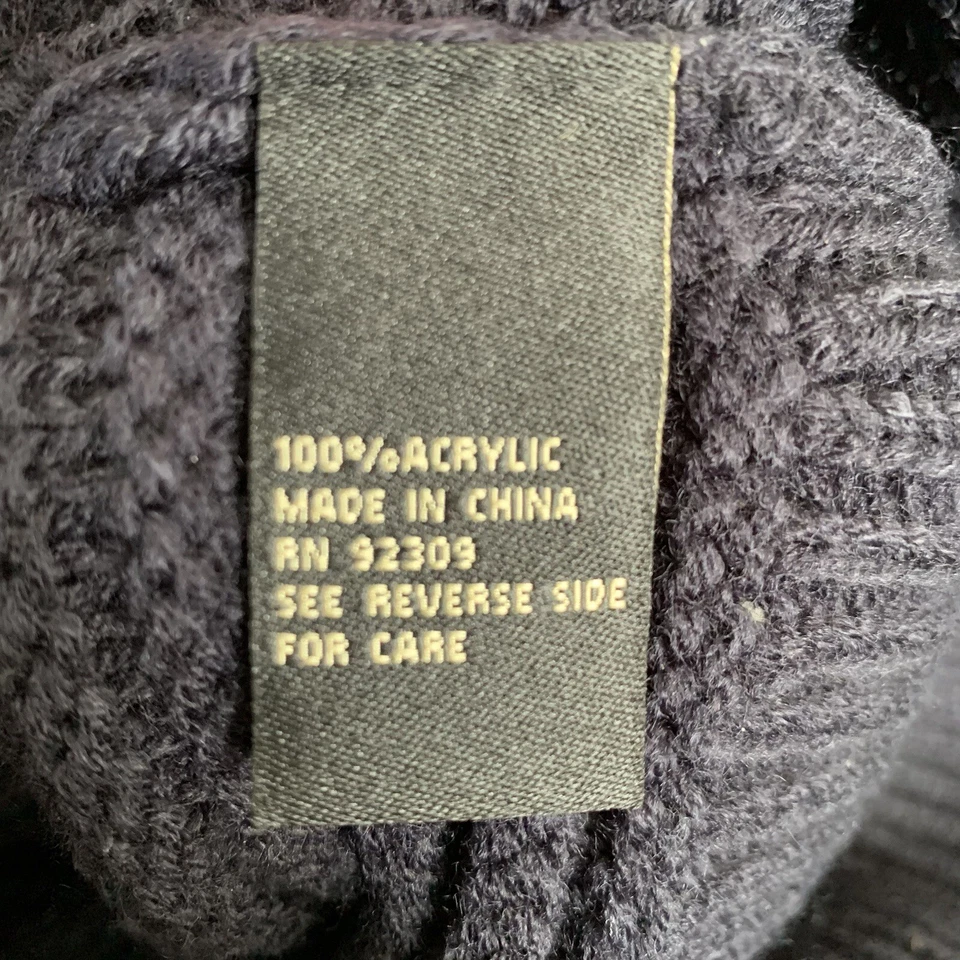 100%ACRYLIC
MADE IN CHINA
RN 92309
SEE REVERSE SIDE
FOR CARE